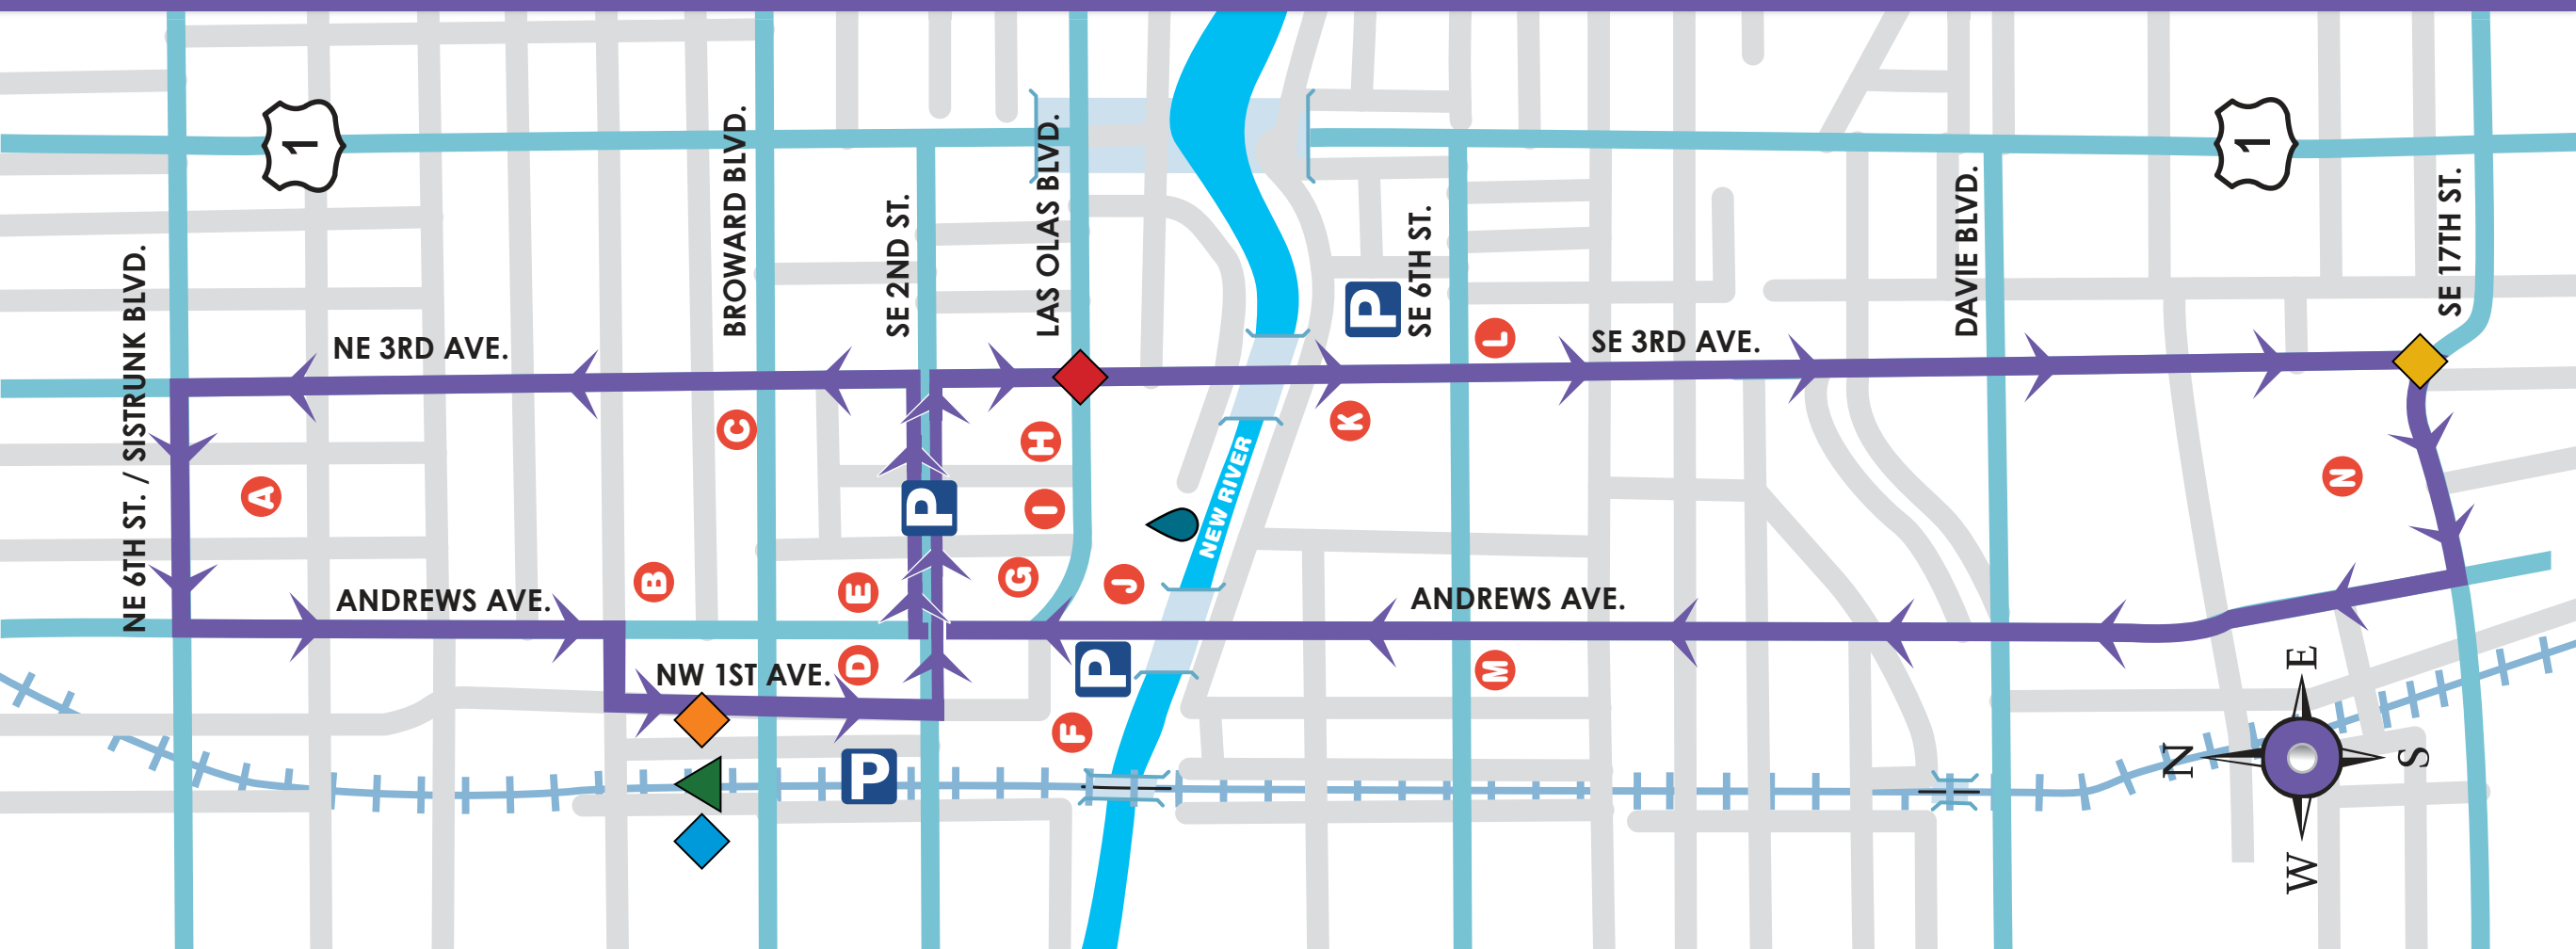 1
1
BROWARD BLVD.
LAS OLAS BLVD.
SE 2ND ST.
SE 6TH ST.
DAVIE BLVD.
SE 17TH ST.
NE 6TH ST. / SISTRUNK BLVD.
NE 3RD AVE.
SE 3RD AVE.
P
L
C
K
H
A
P
I
NEW RIVER
N
B
E
G
J
ANDREWS AVE.
ANDREWS AVE.
NW 1ST AVE.
D
P
M
F
P
E
N
S
W